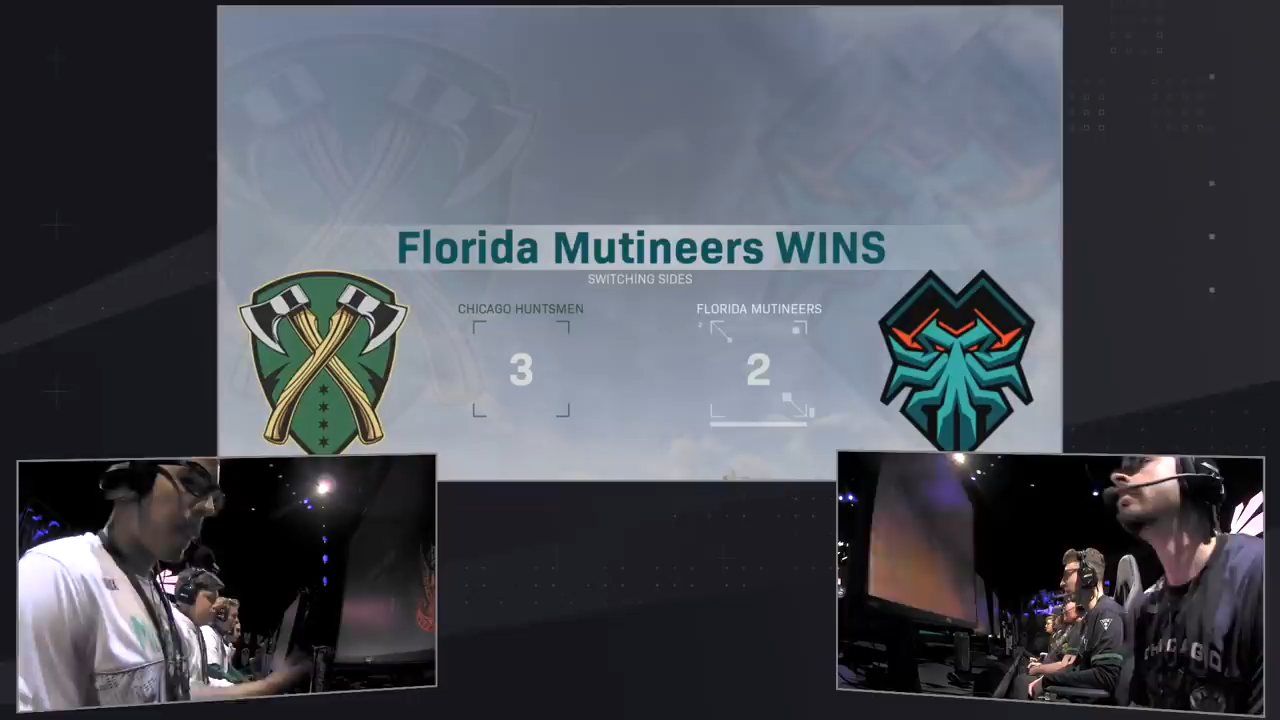 Florida Mutineers WINS
SWITCHING SIDES
CHICAGO HUNTSMEN
FLORIDA MUTINEERS
3
2
CHICAGO